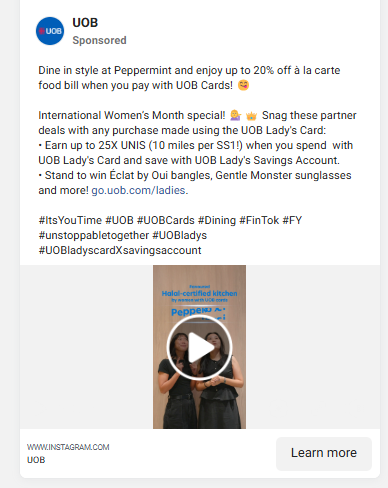 UOB
UOB
Sponsored
Dine in style at Peppermint and enjoy up to 20% off à la carte
food bill when you pay with UOB Cards! 😋
International Women's Month special! 💁‍♀️ 👑 Snag these partner
deals with any purchase made using the UOB Lady's Card:
• Earn up to 25X UNI$ (10 miles per S$1!) when you spend with
UOB Lady's Card and save with UOB Lady's Savings Account.
• Stand to win Éclat by Oui bangles, Gentle Monster sunglasses
and more! go.uob.com/ladies.
#ItsYouTime #UOB #UOBCards #Dining #FinTok #FY
#unstoppabletogether #UOBladys
#UOBladyscardXsavingsaccount
Halal-certified kitchen
WWW.INSTAGRAM.COM
UOB
Learn more